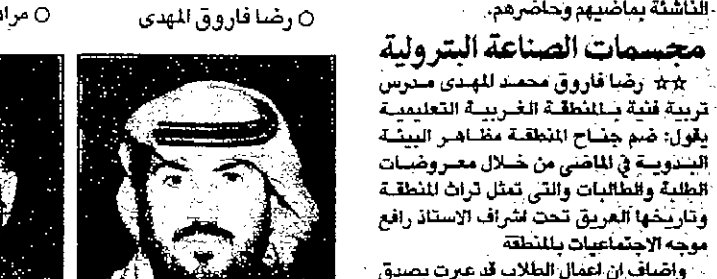 الناشئة بماضيهم وحاضرهم.
مجسمات الصناعة البترولية
☆☆ رضا فاروق محمد المهدى مدرس
تربية فنية بالمنطقة الغربية التعليمية
يقول: ضم جناح المنطقة مظاهر البيئة
البدوية في الماضى من خلال معروضات
الطلبة والطالبات والتى تمثل تراث المنطقة
وتاريخها العريق تحت اشراف الاستاذ رافع
موجه الاجتماعيات بالمنطقة
واضاف ان اعمال الطلاب قد عبرت بصدق
○ رضا فاروق المهدى
○